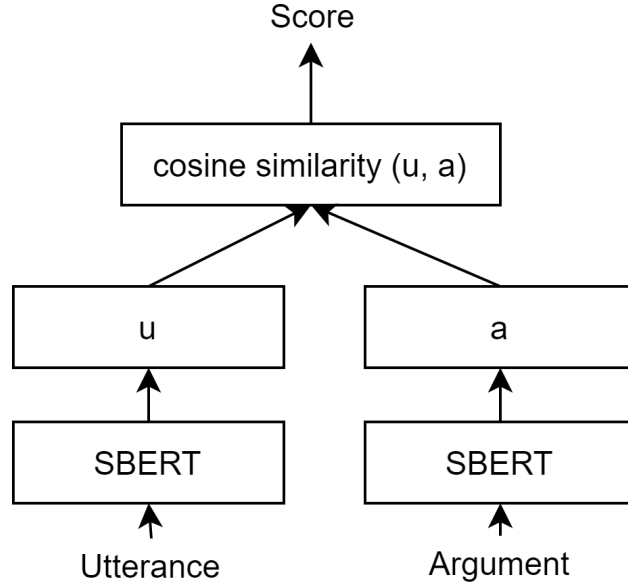 Score
cosine similarity (u, a)
u
a
SBERT
SBERT
Utterance
Argument